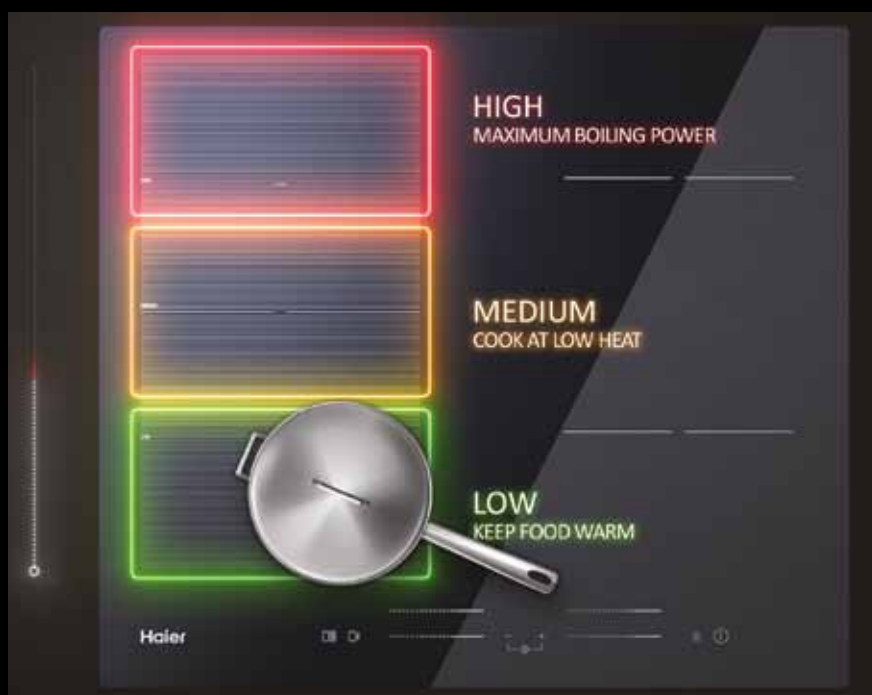 HIGH
MAXIMUM BOILING POWER
MEDIUM
COOK AT LOW HEAT
LOW
KEEP FOOD WARM
Haier